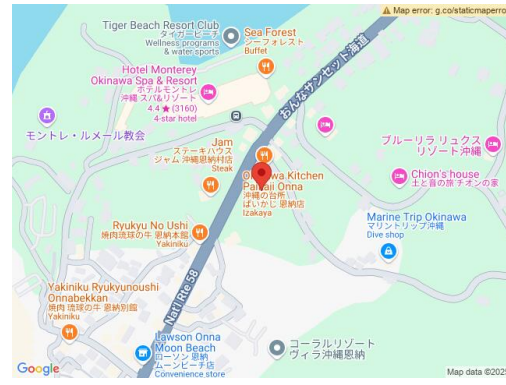 Map error: g.co/staticmaperro
Tiger Beach Resort Club
タイガービーチ
Wellness programs
& water sports
Sea Forest
シーフォレスト
Buffet
おんなサンセット海道
Hotel Monterey
Okinawa Spa & Resort
ホテルモントレ
沖縄 スパ&リゾート
4.4 ★ (3160)
4-star hotel
モントレ・ルメール教会
Jam
ステーキハウス
ジャム 沖縄恩納村店
Steak
ブルーリラ リュクス
リゾート沖縄
Chion's house
土と音の旅 チオンの家
Kitchen
Onna
沖縄の台所
ぱいかじ 恩納店
Izakaya
Ryukyu No Ushi
焼肉琉球の牛 恩納本館
Yakiniku
Marine Trip Okinawa
マリントリップ沖縄
Dive shop
Nat'l Rte 58
Yakiniku Ryukyunoushi
Onnabekkan
焼肉 琉球の牛 恩納別館
Yakiniku
Lawson Onna
Moon Beach
ローソン 恩納
ムーンビーチ店
Convenience store
コーラルリゾート
ヴィラ沖縄恩納
Google
Map data ©2025